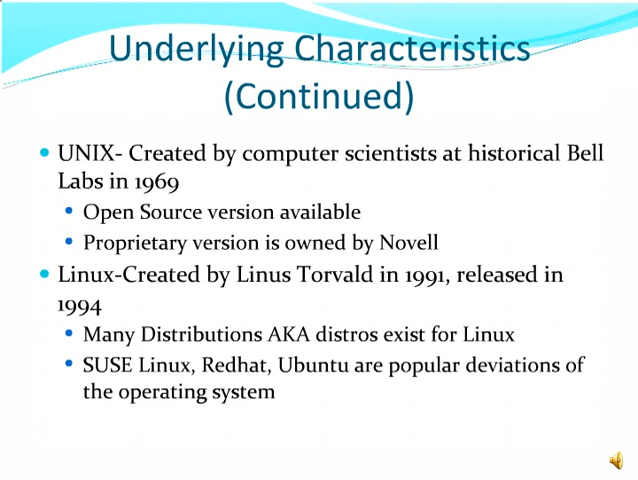 Underlying Characteristics
(Continued)
UNIX- Created by computer scientists at historical Bell
Labs in 1969
Open Source version available
Proprietary version is owned by Novell
Linux-Created by Linus Torvald in 1991, released in
1994
Many Distributions AKA distros exist for Linux
SUSE Linux, Redhat, Ubuntu are popular deviations of
the operating system